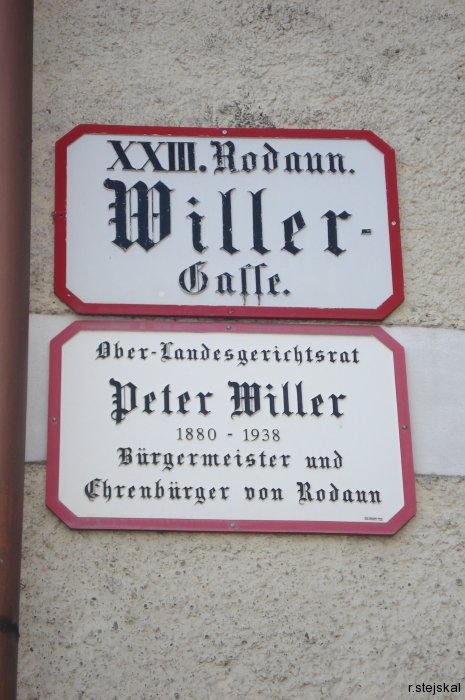 XXIII. Rodaun.
Willer-
Gasse.
Ober-Landesgerichtsrat
Peter Willer
1880 - 1938
Bürgermeister und
Ehrenbürger von Rodaun
r.stejskal